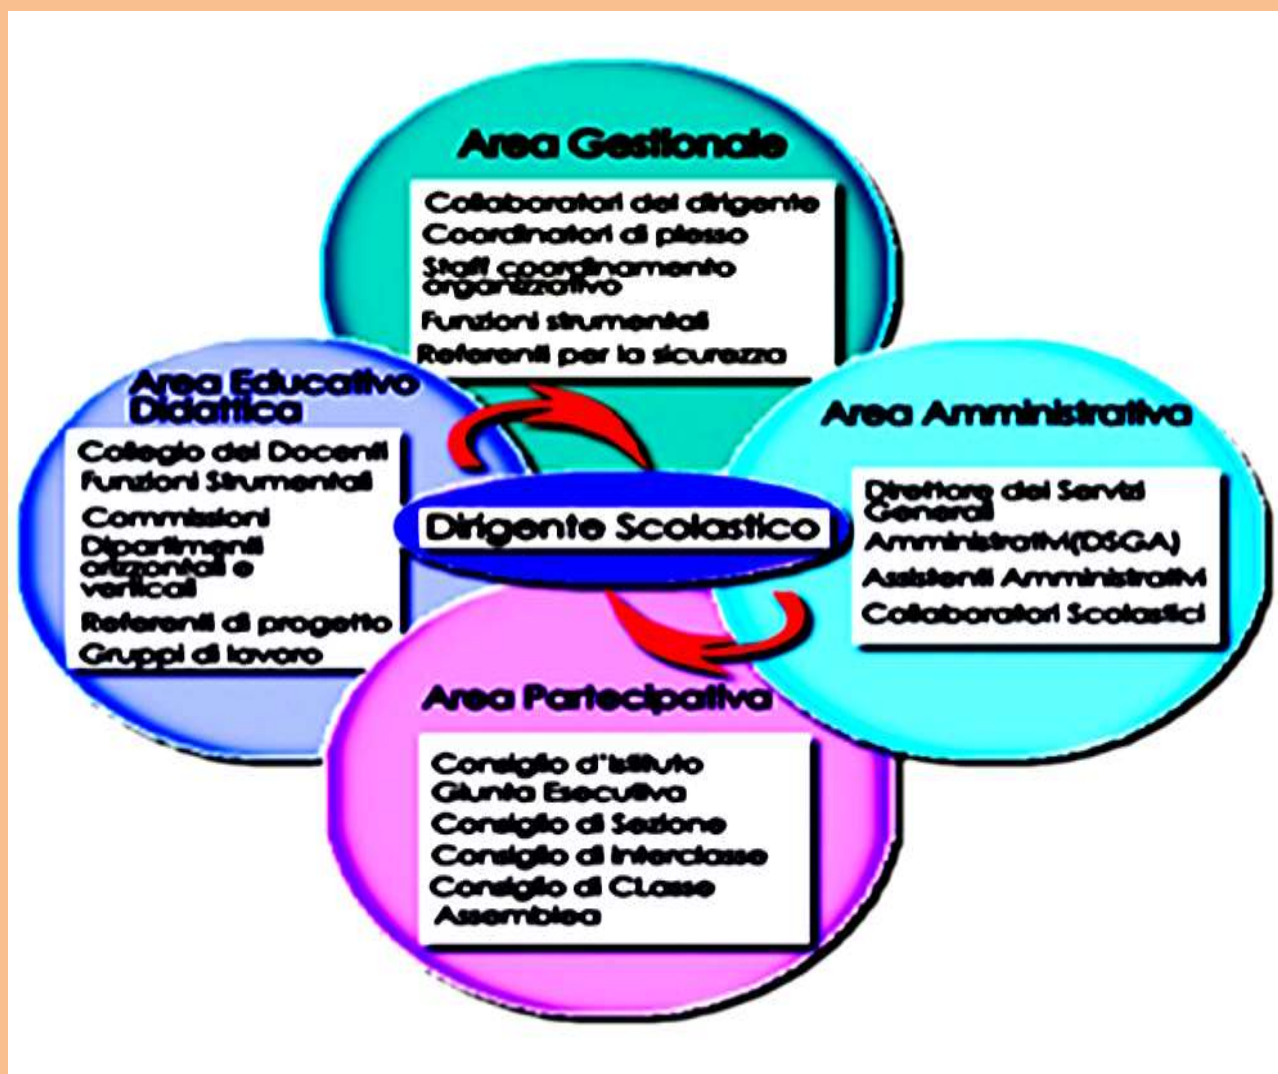 Area Gestionale
Collaboratori del dirigente
Coordinatori di plesso
Staff coordinamento
organizzativo
Funzioni strumentali
Referenti per la sicurezza
Area Educativo
Didattica
Collegio dei Docenti
Funzioni Strumentali
Commissioni
Dipartimenti
orizzontali e
verticali
Referenti di progetto
Gruppi di lavoro
Dirigente Scolastico
Area Amministrativa
Direttore dei Servizi
Generali
Amministrativi(DSGA)
Assistenti Amministrativi
Collaboratori Scolastici
Area Partecipativa
Consiglio d'Istituto
Giunta Esecutiva
Consiglio di Sezione
Consiglio di Interclasse
Consiglio di CLasse
Assemblea